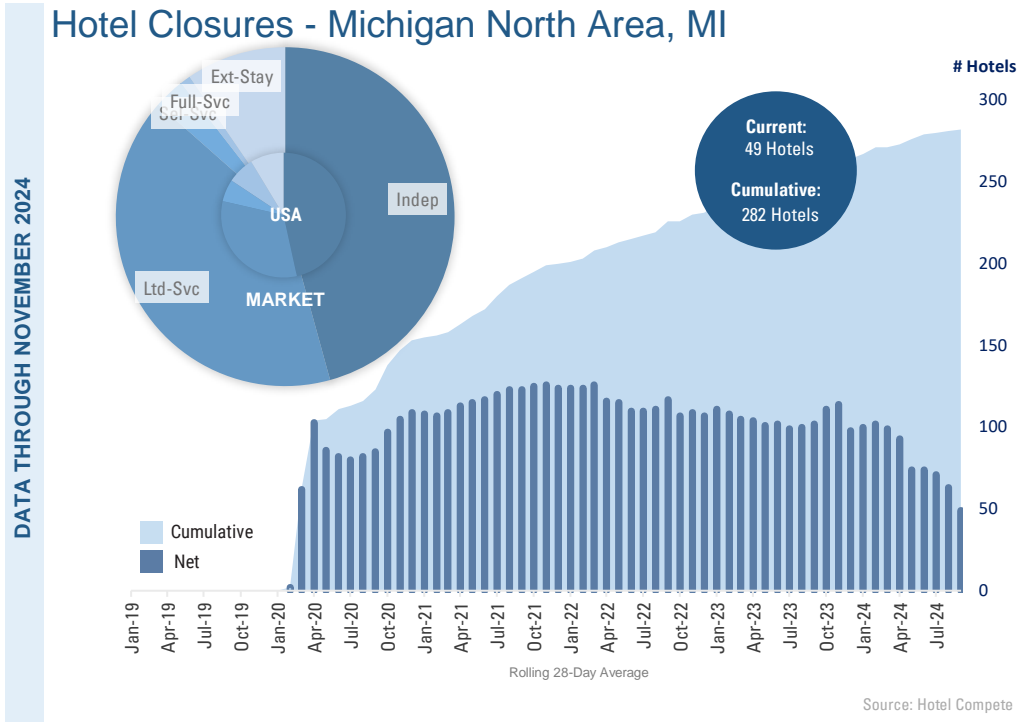 Hotel Closures - Michigan North Area, MI
DATA THROUGH NOVEMBER 2024
# Hotels
Ext-Stay
Full-Svc
Sel-Svc
Indep
USA
Ltd-Svc
MARKET
Current:
49 Hotels
Cumulative:
282 Hotels
300
250
200
150
100
50
0
Cumulative
Net
Jan-19
Apr-19
Jul-19
Oct-19
Jan-20
Apr-20
Jul-20
Oct-20
Jan-21
Apr-21
Jul-21
Oct-21
Jan-22
Apr-22
Jul-22
Oct-22
Jan-23
Apr-23
Jul-23
Oct-23
Jan-24
Apr-24
Jul-24
Rolling 28-Day Average
Source: Hotel Compete